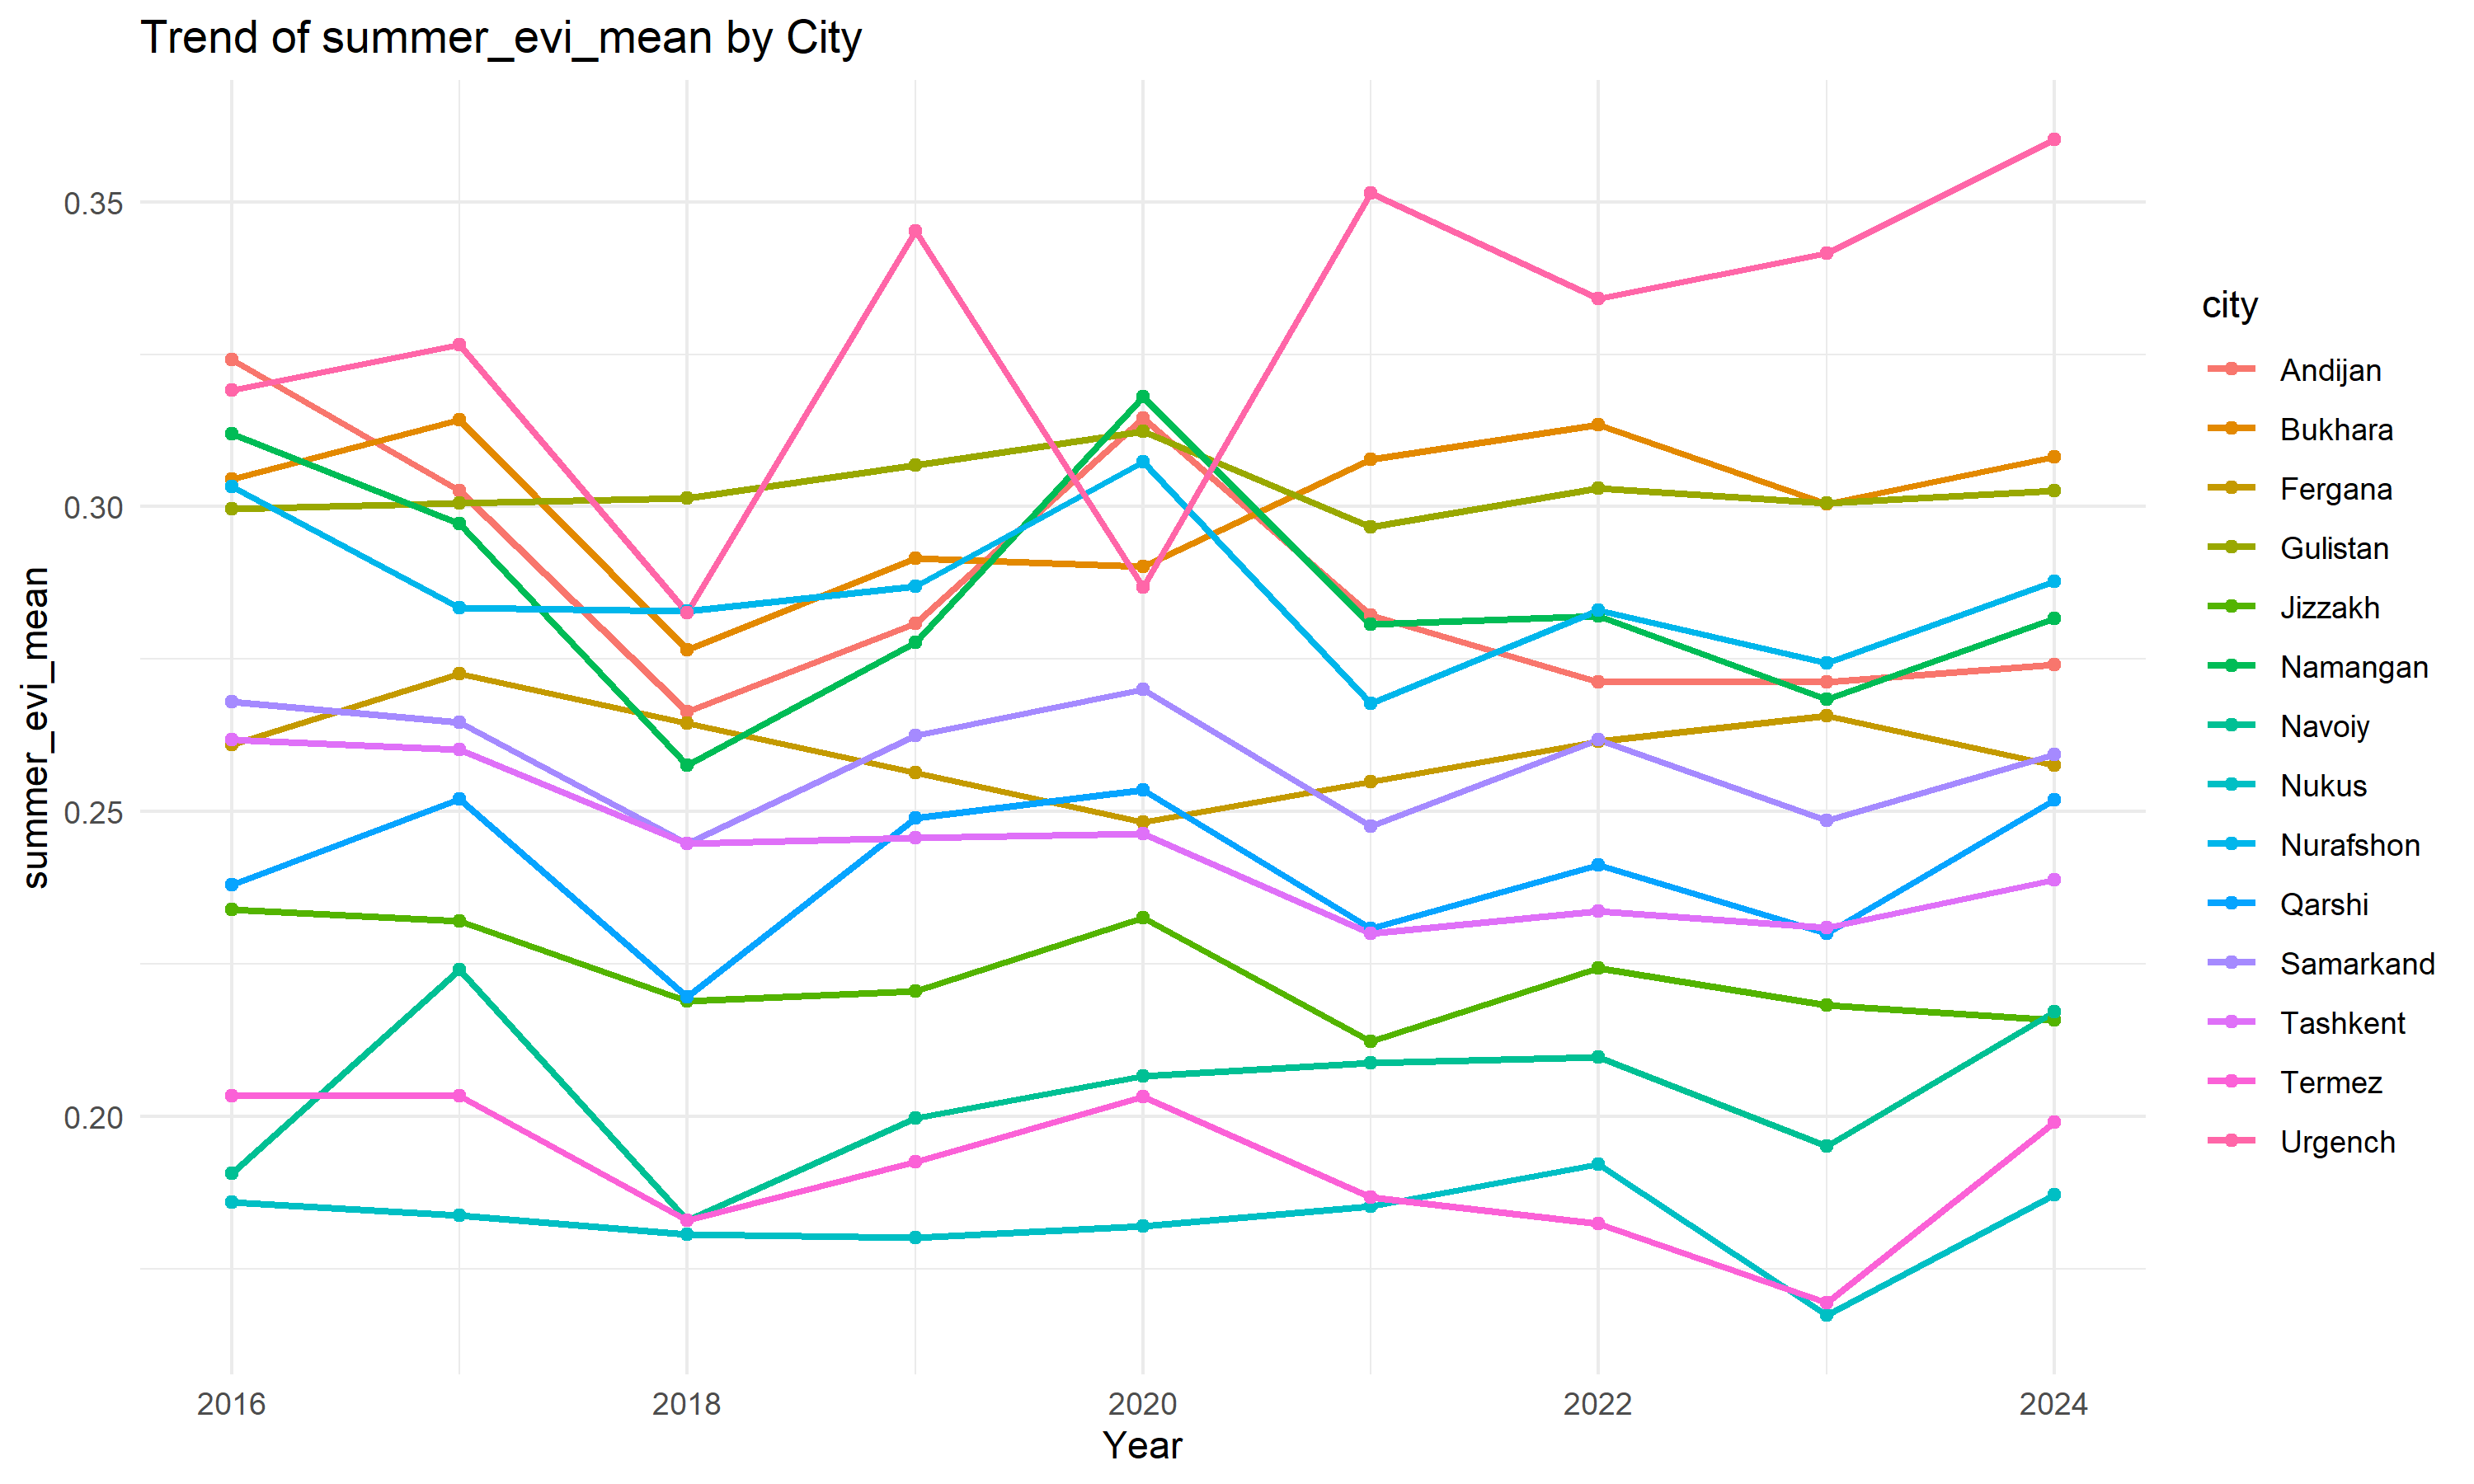 Trend of summer_evi_mean by City
summer_evi_mean
0.35
0.30
0.25
0.20
2016
2018
2020
2022
2024
Year
city
Andijan
Bukhara
Fergana
Gulistan
Jizzakh
Namangan
Navoiy
Nukus
Nurafshon
Qarshi
Samarkand
Tashkent
Termez
Urgench